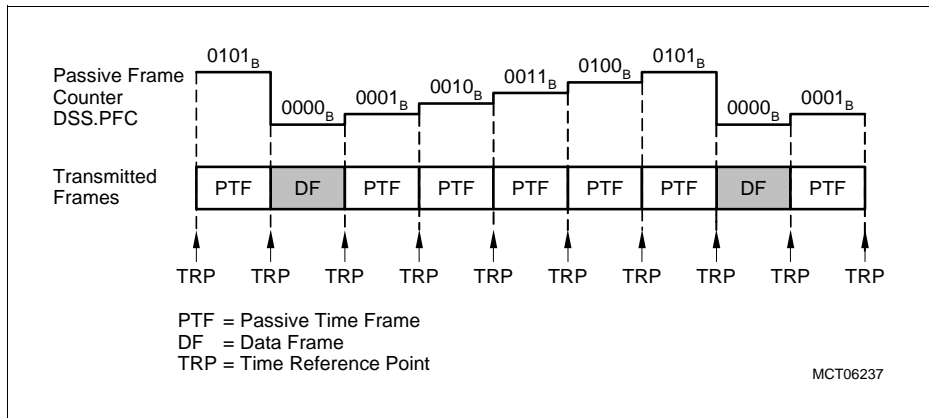 0101B 0000B 0001B 0010B 0011B 0100B 0101B 0000B 0001B
Passive Frame
Counter
DSS.PFC
Transmitted
Frames
PTF DF PTF PTF PTF PTF PTF DF PTF
TRP TRP TRP TRP TRP TRP TRP TRP TRP TRP
PTF = Passive Time Frame
DF = Data Frame
TRP = Time Reference Point
MCT06237